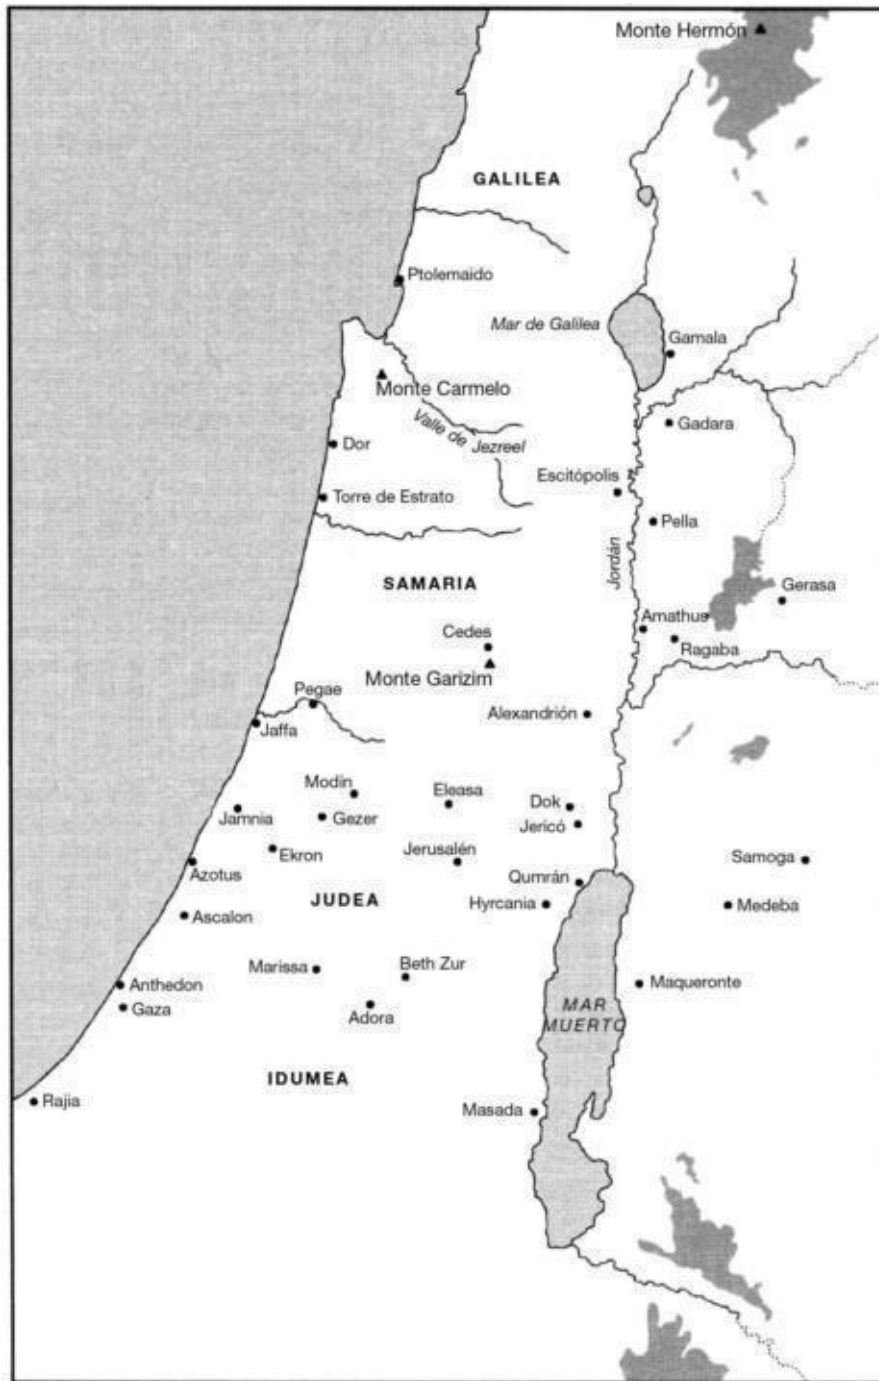 Monte Hermón
GALILEA
Ptolemaido
Mar de Galilea
Gamala
Monte Carmelo
Valle de
Jezreel
Gadara
Dor
Escitópolis
Torre de Estrato
Pella
Jordán
SAMARIA
Gerasa
Amathus
Cedes
Ragaba
Monte Garizim
Pegae
Alexandrión
Jaffa
Modín
Eleasa
Dok
Jamnia
Gezer
Jericó
Ekron
Jerusalén
Samoga
Azotus
Qumrán
JUDEA
Hyrcania
Medeba
Ascalon
Marissa
Beth Zur
Anthedon
Maqueronte
Gaza
Adora
MAR
MUERTO
IDUMEA
Rajia
Masada